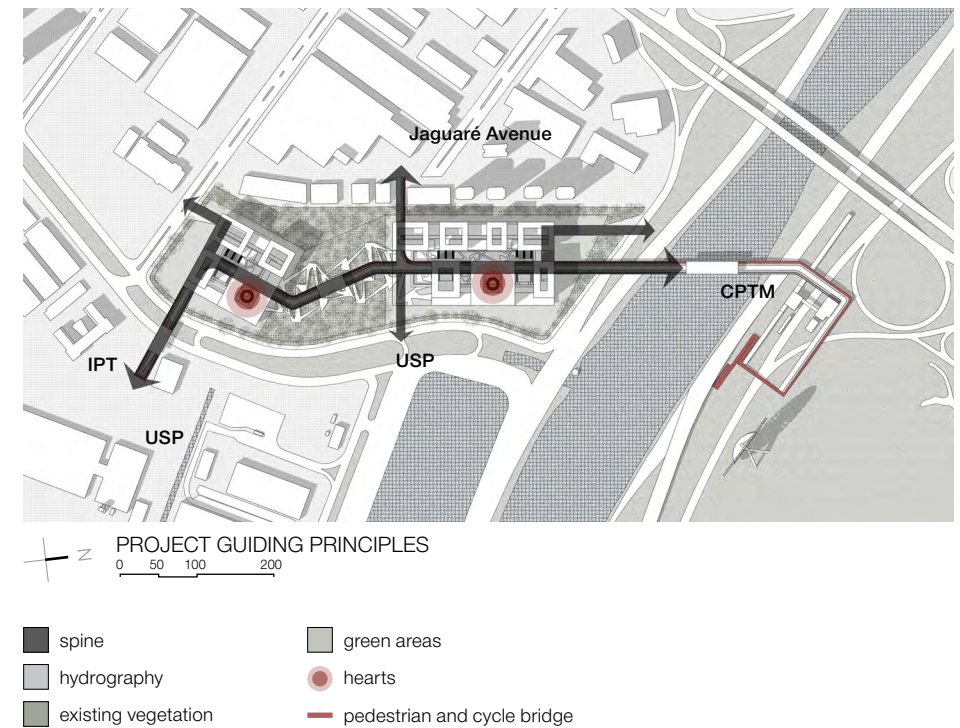 Jaguaré Avenue
CPTM
IPT
USP
USP
N
PROJECT GUIDING PRINCIPLES
0 50 100 200
spine
hydrography
existing vegetation
green areas
hearts
pedestrian and cycle bridge